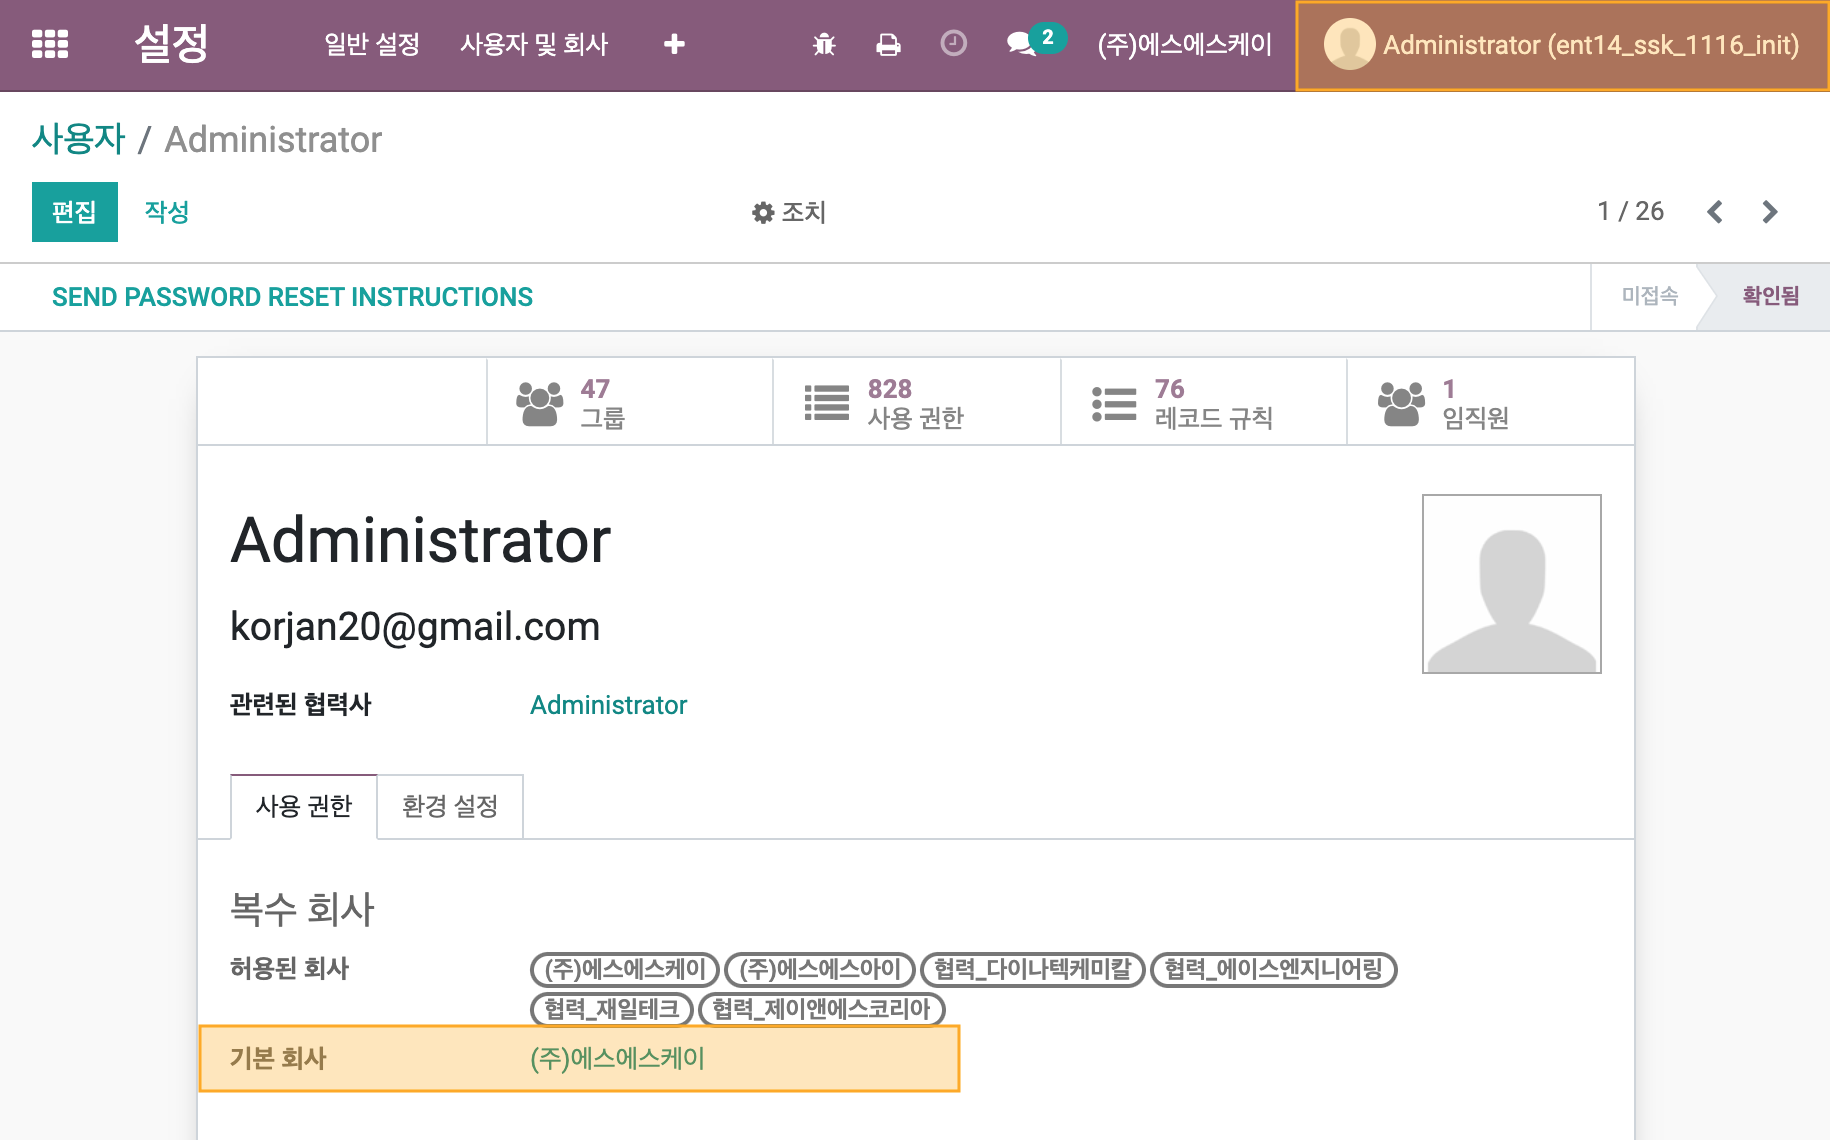 설정 일반 설정 사용자 및 회사 2 (주)에스에스케이 Administrator (ent14_ssk_1116_init)
사용자 / Administrator
편집 작성 조치 1 / 26
SEND PASSWORD RESET INSTRUCTIONS 미접속 확인됨
47 828 76 1
그룹 사용 권한 레코드 규칙 임직원
Administrator
korjan20@gmail.com
관련된 협력사 Administrator
사용 권한 환경 설정
복수 회사
허용된 회사 (주)에스에스케이 (주)에스에스아이 협력_다이나텍케미칼 협력_에이스엔지니어링
협력_재일테크 협력_제이앤에스코리아
기본 회사 (주)에스에스케이